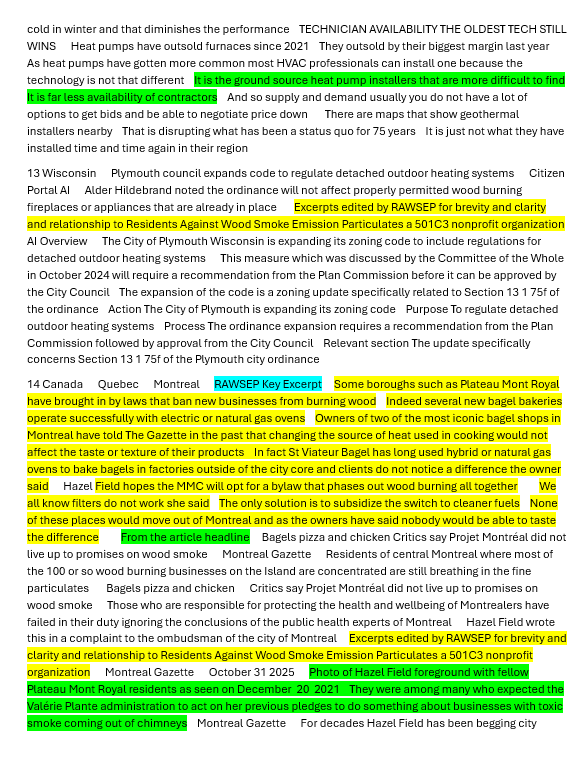 cold in winter and that diminishes the performance TECHNICIAN AVAILABILITY THE OLDEST TECH STILL
WINS Heat pumps have outsold furnaces since 2021 They outsold by their biggest margin last year
As heat pumps have gotten more common most HVAC professionals can install one because the
technology is not that different It is the ground source heat pump installers that are more difficult to find
It is far less availability of contractors And so supply and demand usually you do not have a lot of
options to get bids and be able to negotiate price down There are maps that show geothermal
installers nearby That is disrupting what has been a status quo for 75 years It is just not what they have
installed time and time again in their region
13 Wisconsin Plymouth council expands code to regulate detached outdoor heating systems Citizen
Portal AI Alder Hildebrand noted the ordinance will not affect properly permitted wood burning
fireplaces or appliances that are already in place Excerpts edited by RAWSEP for brevity and clarity
and relationship to Residents Against Wood Smoke Emission Particulates a 501C3 nonprofit organization
AI Overview The City of Plymouth Wisconsin is expanding its zoning code to include regulations for
detached outdoor heating systems This measure which was discussed by the Committee of the Whole
in October 2024 will require a recommendation from the Plan Commission before it can be approved by
the City Council The expansion of the code is a zoning update specifically related to Section 13 1 75f of
the ordinance Action The City of Plymouth is expanding its zoning code Purpose To regulate detached
outdoor heating systems Process The ordinance expansion requires a recommendation from the Plan
Commission followed by approval from the City Council Relevant section The update specifically
concerns Section 13 1 75f of the Plymouth city ordinance
14 Canada Quebec Montreal RAWSEP Key Excerpt Some boroughs such as Plateau Mont Royal
have brought in by laws that ban new businesses from burning wood Indeed several new bagel bakeries
operate successfully with electric or natural gas ovens Owners of two of the most iconic bagel shops in
Montreal have told The Gazette in the past that changing the source of heat used in cooking would not
affect the taste or texture of their products In fact St Viateur Bagel has long used hybrid or natural gas
ovens to bake bagels in factories outside of the city core and clients do not notice a difference the owner
said Hazel Field hopes the MMC will opt for a bylaw that phases out wood burning all together We
all know filters do not work she said The only solution is to subsidize the switch to cleaner fuels None
of these places would move out of Montreal and as the owners have said nobody would be able to taste
the difference From the article headline Bagels pizza and chicken Critics say Projet Montréal did not
live up to promises on wood smoke Montreal Gazette Residents of central Montreal where most of
the 100 or so wood burning businesses on the Island are concentrated are still breathing in the fine
particulates Bagels pizza and chicken Critics say Projet Montréal did not live up to promises on
wood smoke Those who are responsible for protecting the health and wellbeing of Montrealers have
failed in their duty ignoring the conclusions of the public health experts of Montreal Hazel Field wrote
this in a complaint to the ombudsman of the city of Montreal Excerpts edited by RAWSEP for brevity and
clarity and relationship to Residents Against Wood Smoke Emission Particulates a 501C3 nonprofit
organization Montreal Gazette October 31 2025 Photo of Hazel Field foreground with fellow
Plateau Mont Royal residents as seen on December 20 2021 They were among many who expected the
Valérie Plante administration to act on her previous pledges to do something about businesses with toxic
smoke coming out of chimneys Montreal Gazette For decades Hazel Field has been begging city